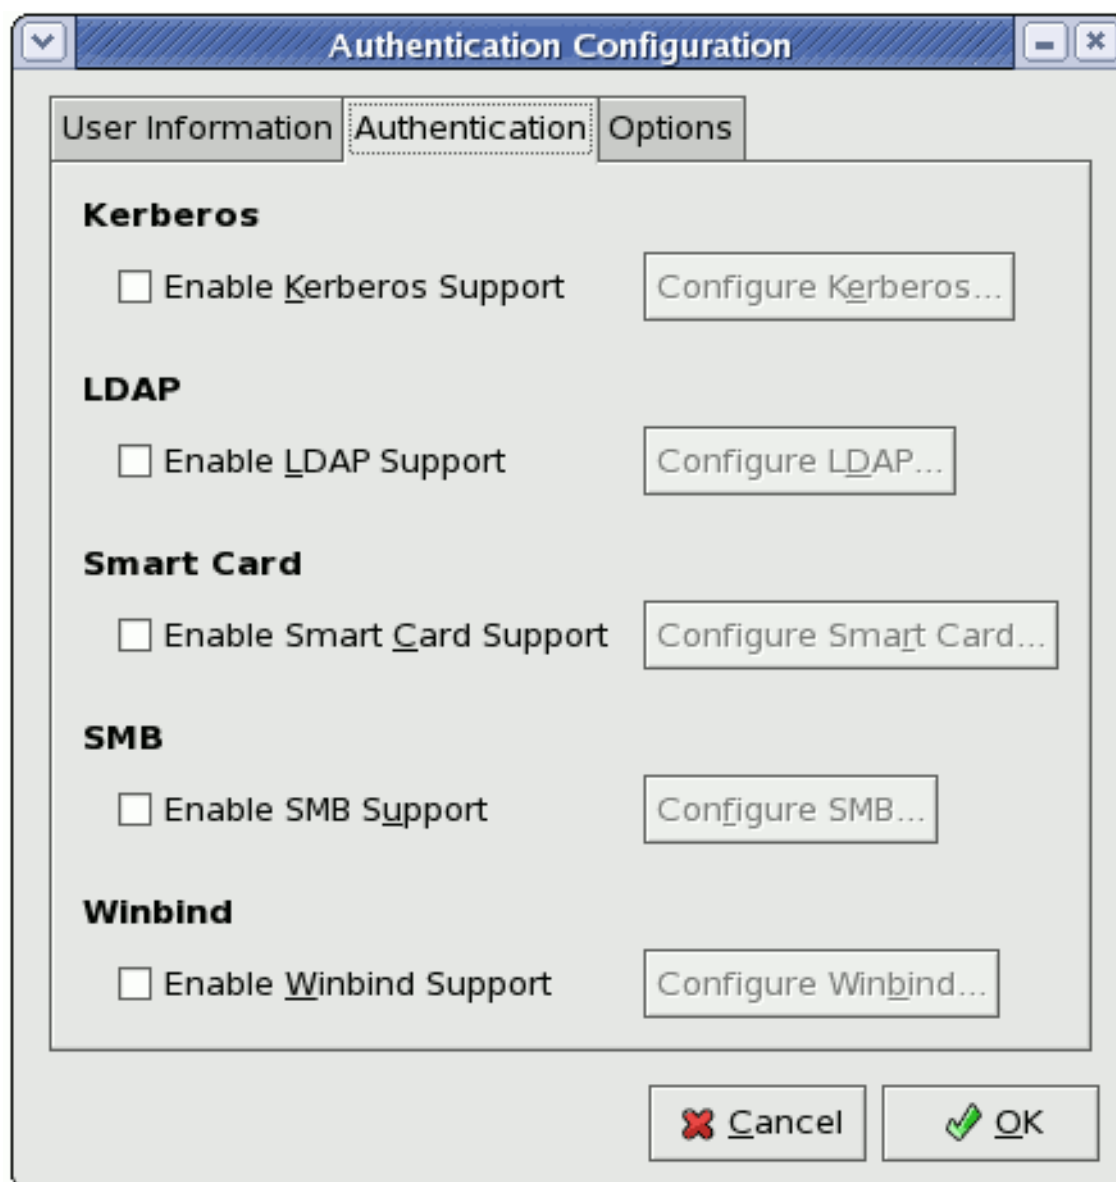 Authentication Configuration
User Information Authentication Options
Kerberos
Enable Kerberos Support Configure Kerberos...
LDAP
Enable LDAP Support Configure LDAP...
Smart Card
Enable Smart Card Support Configure Smart Card...
SMB
Enable SMB Support Configure SMB...
Winbind
Enable Winbind Support Configure Winbind...
Cancel OK